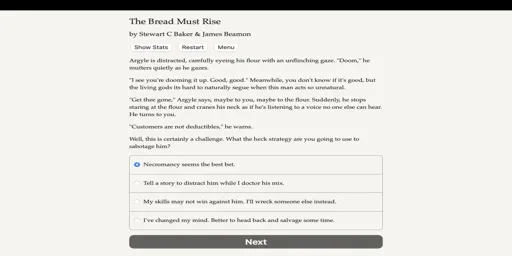 The Bread Must Rise
by Stewart C Baker & James Beamon
Show Stats Restart Menu
Argyle is distracted, carefully eyeing his flour with an unflinching gaze. "Doom," he
mutters quietly as he gazes.
"I see you're dooming it up. Good, good." Meanwhile, you don't know if it's good, but
the living gods its hard to naturally segue when this man acts so unnatural.
"Get thee gone," Argyle says, maybe to you, maybe to the flour. Suddenly, he stops
staring at the flour and cranes his neck as if he's listening to a voice no one else can hear.
He turns to you.
"Customers are not deductibles," he warns.
Well, this is certainly a challenge. What the heck strategy are you going to use to
sabotage him?
Necromancy seems the best bet.
Tell a story to distract him while I doctor his mix.
My skills may not win against him. I'll wreck someone else instead.
I've changed my mind. Better to head back and salvage some time.
Next